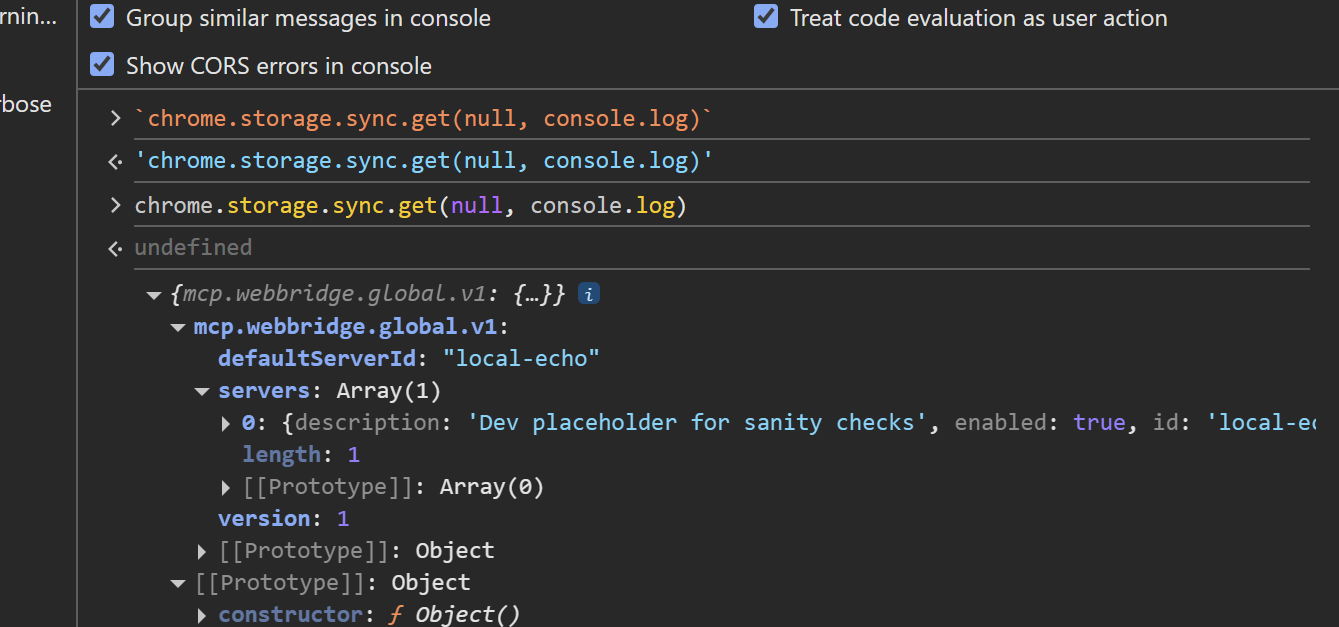 Group similar messages in console
Treat code evaluation as user action
Show CORS errors in console
> `chrome.storage.sync.get(null, console.log)`
'chrome.storage.sync.get(null, console.log)'
> chrome.storage.sync.get(null, console.log)
undefined
{mcp.webbridge.global.v1: {…}} i
mcp.webbridge.global.v1:
defaultServerId: "local-echo"
servers: Array(1)
0: {description: 'Dev placeholder for sanity checks', enabled: true, id: 'local-
length: 1
[[Prototype]]: Array(0)
version: 1
[[Prototype]]: Object
[[Prototype]]: Object
constructor: ƒ Object()